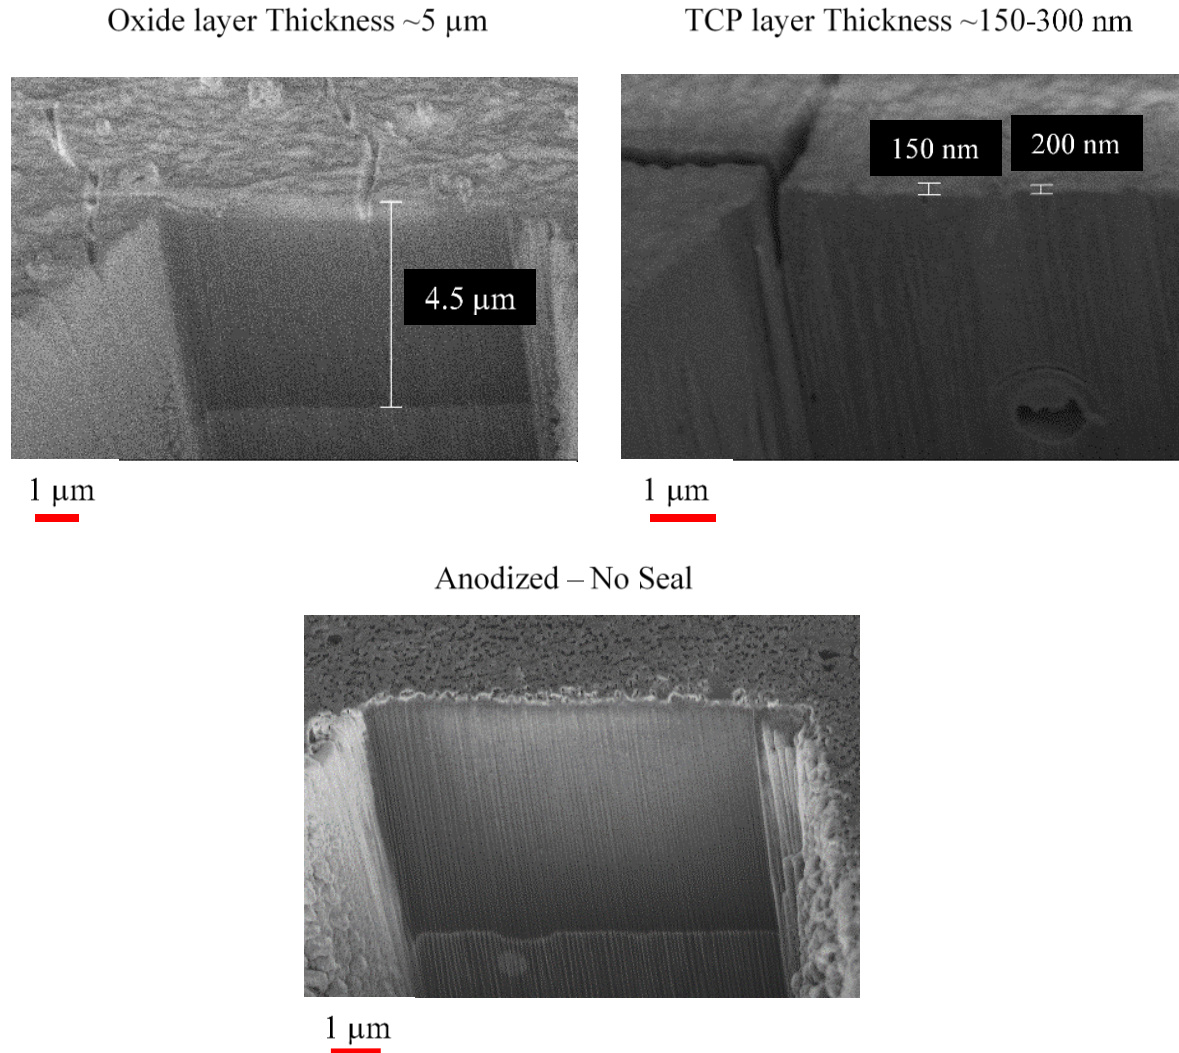 Oxide layer Thickness ~5 μm
TCP layer Thickness ~150-300 nm
4.5 μm
150 nm
200 nm
1 μm
1 μm
Anodized – No Seal
1 μm